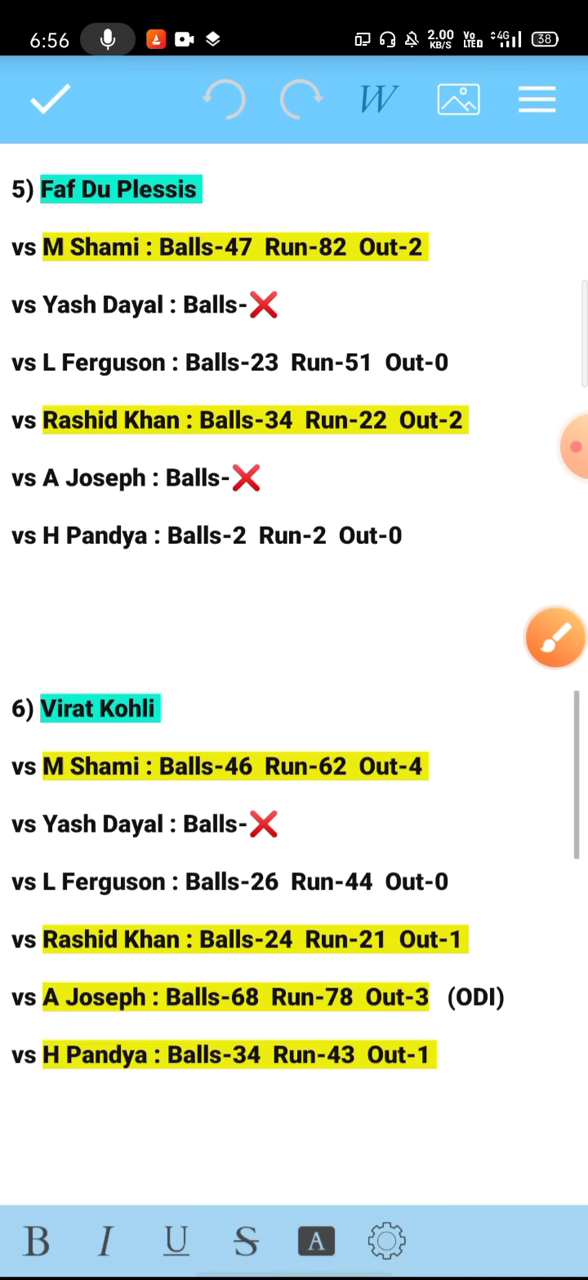 6:56 2.00 KB/S Vo LTED 4G 38
W
5) Faf Du Plessis
vs M Shami : Balls-47 Run-82 Out-2
vs Yash Dayal : Balls-❌
vs L Ferguson : Balls-23 Run-51 Out-0
vs Rashid Khan : Balls-34 Run-22 Out-2
vs A Joseph : Balls-❌
vs H Pandya : Balls-2 Run-2 Out-0
6) Virat Kohli
vs M Shami : Balls-46 Run-62 Out-4
vs Yash Dayal : Balls-❌
vs L Ferguson : Balls-26 Run-44 Out-0
vs Rashid Khan : Balls-24 Run-21 Out-1
vs A Joseph : Balls-68 Run-78 Out-3 (ODI)
vs H Pandya : Balls-34 Run-43 Out-1
B I U S A